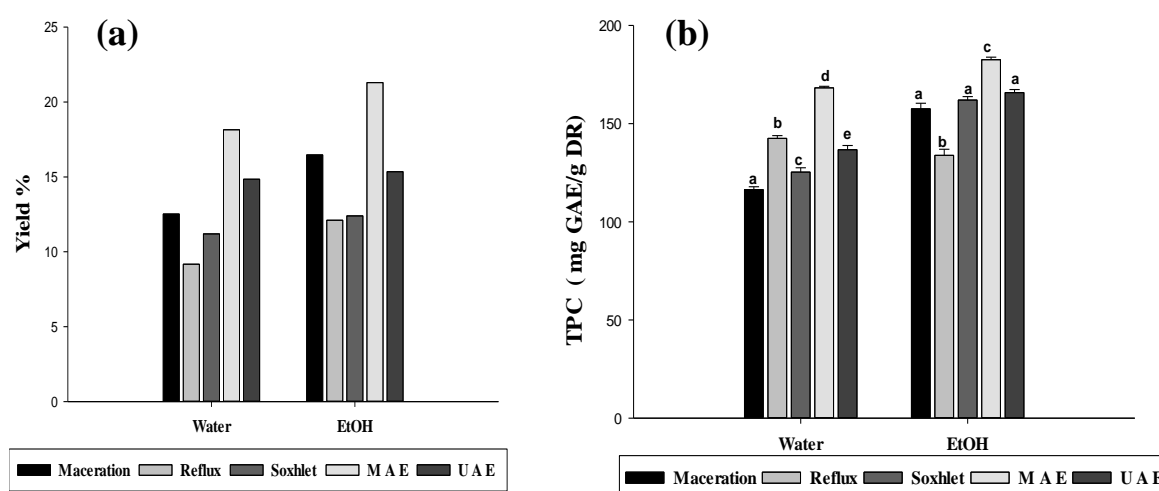 (a)
25
20
15
10
5
0
Yield %
Water EtOH
Maceration Reflux Soxhlet M A E U A E
(b)
200
150
100
50
0
TPC ( mg GAE/g DR)
a b c d e
a b a c a
Water EtOH
Maceration Reflux Soxhlet M A E U A E